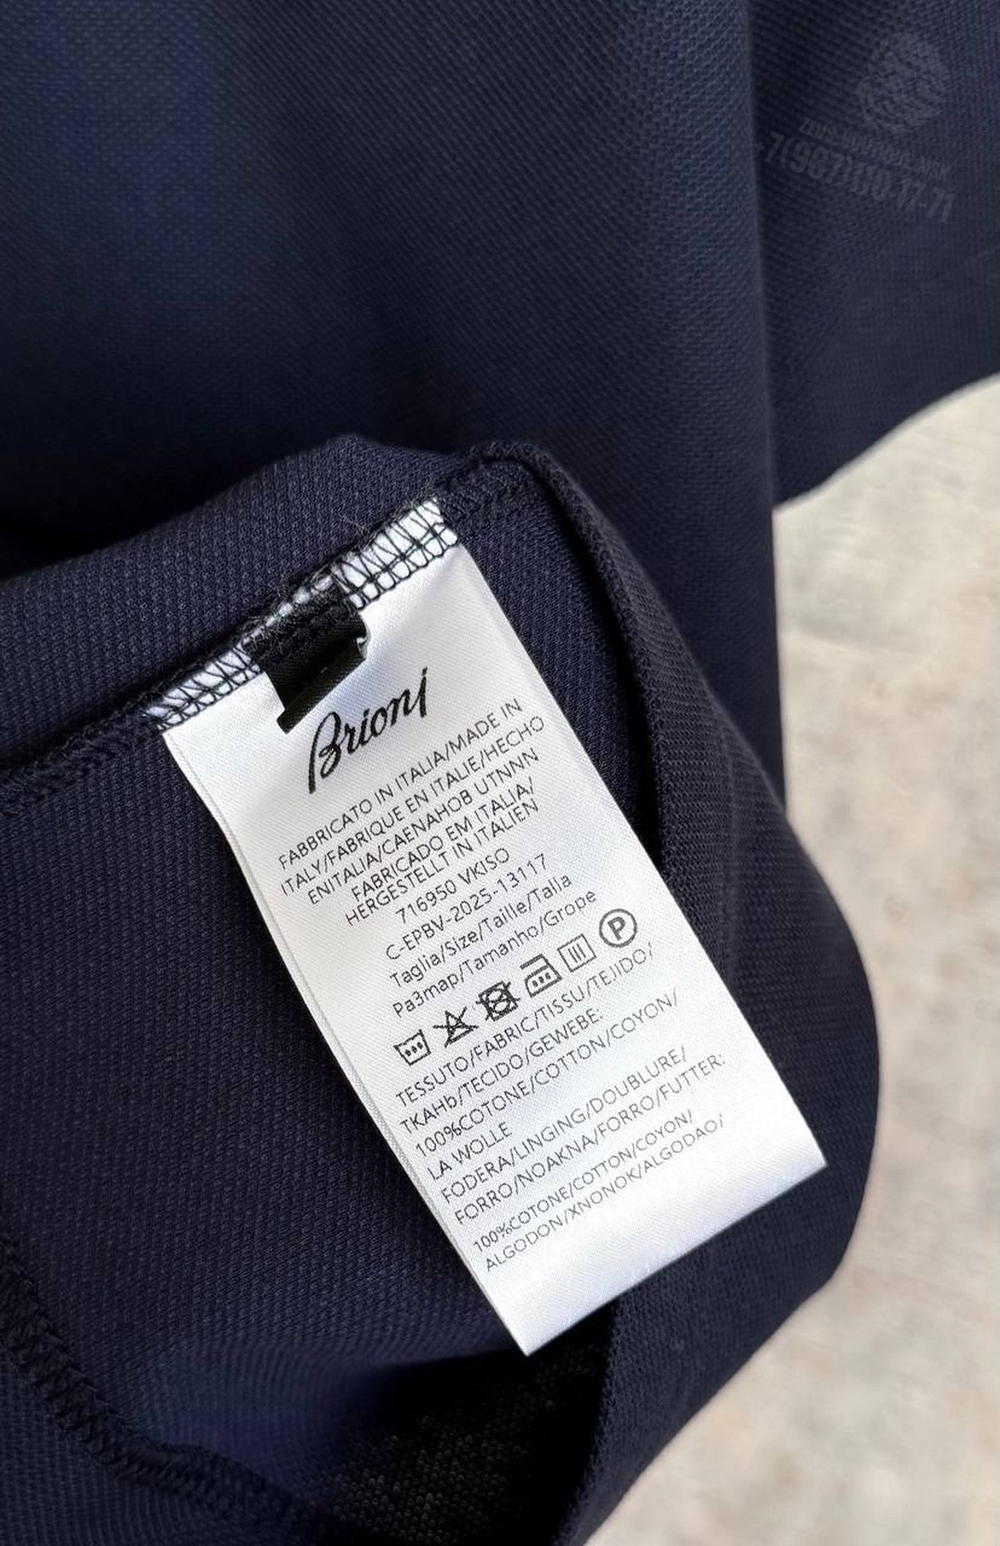 Brioni
FABBRICATO IN ITALIA/MADE IN
ITALY/FABRIQUE EN ITALIE/HECHO
ENITALIA/CAENAHOB UTNNN
FABRICADO EM ITALIA/
HERGESTELLT IN ITALIEN
716950 VKISO
C-EPBV-2025-13117
Taglia/Size/Taille/Talla
Pa3map/Tamanho/Grope
P
TESSUTO/FABRIC/TISSU/TEJIDO/
TKAHb/TECIDO/GEWEBE:
100%COTONE/COTTON/COYON/
LA WOLLE
FODERA/LINGING/DOUBLURE/
FORRO/NOAKNA/FORRO/FUTTER:
100%COTONE/COTTON/COYON/
ALGODON/XNONOK/ALGODAO/